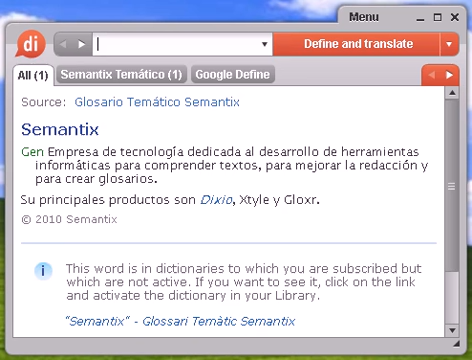 Menu
di
Define and translate
All (1)
Semantix Temático (1)
Google Define
Source: Glosario Temático Semantix
Semantix
Gen Empresa de tecnología dedicada al desarrollo de herramientas
informáticas para comprender textos, para mejorar la redacción y
para crear glosarios.
Su principales productos son Dixio, Xtyle y Gloxr.
© 2010 Semantix
i
This word is in dictionaries to which you are subscribed but
which are not active. If you want to see it, click on the link
and activate the dictionary in your Library.
"Semantix" - Glossari Temàtic Semantix